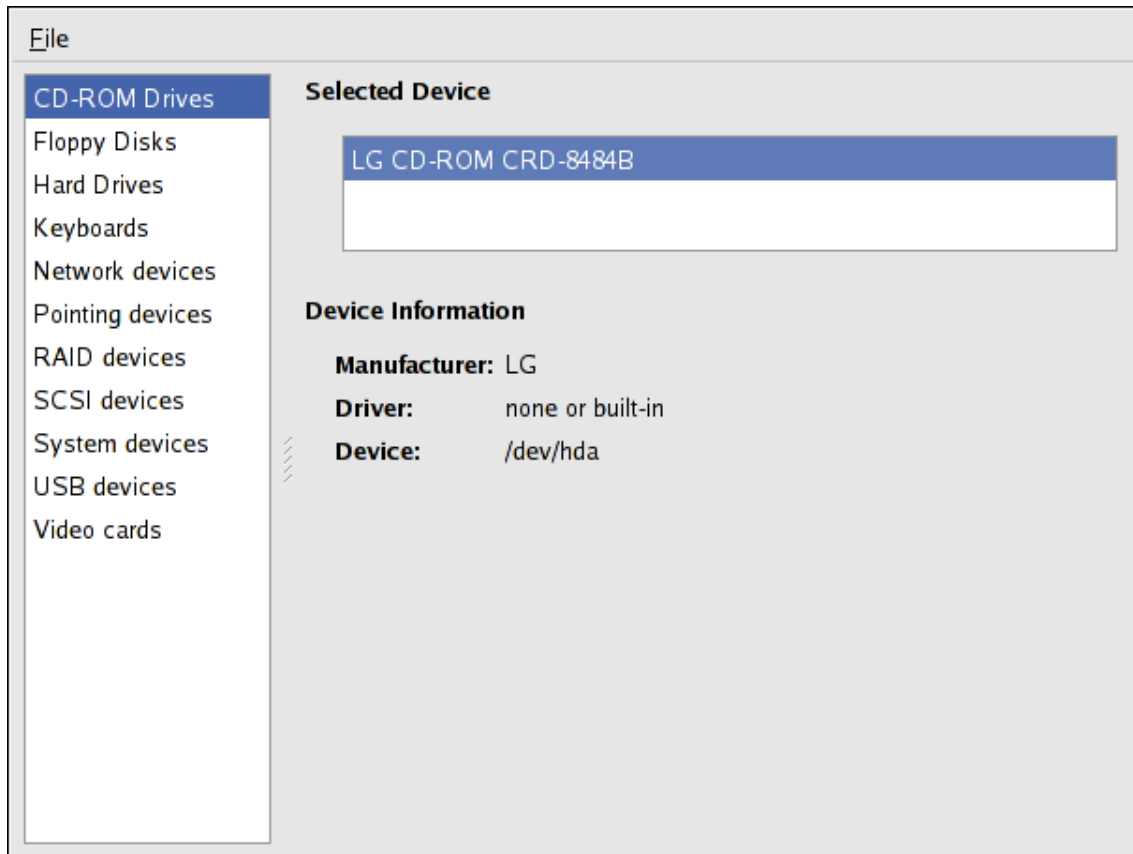 File
CD-ROM Drives
Floppy Disks
Hard Drives
Keyboards
Network devices
Pointing devices
RAID devices
SCSI devices
System devices
USB devices
Video cards
Selected Device
LG CD-ROM CRD-8484B
Device Information
Manufacturer: LG
Driver: none or built-in
Device: /dev/hda